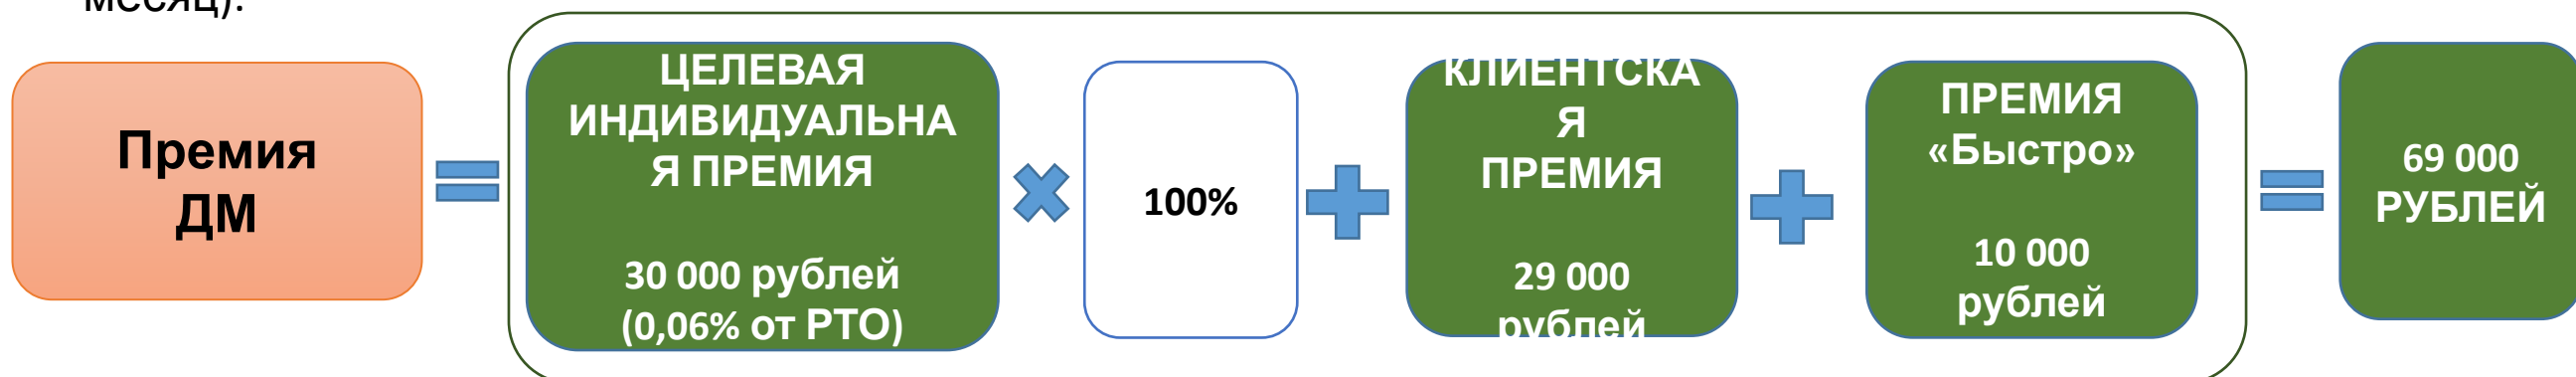 месяц):
Премия
ДМ
ЦЕЛЕВАЯ
ИНДИВИДУАЛЬНА
Я ПРЕМИЯ
30 000 рублей
(0,06% от РТО)
100%
КЛИЕНТСКА
Я
ПРЕМИЯ
29 000
рублей
ПРЕМИЯ
«Быстро»
10 000
рублей
69 000
РУБЛЕЙ